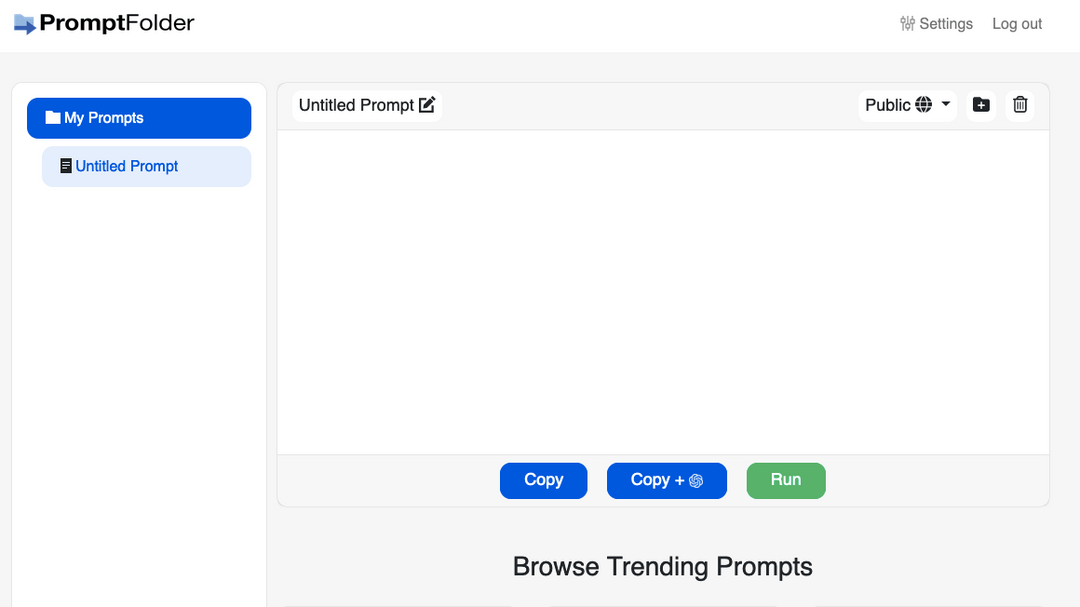 PromptFolder
Settings
Log out
My Prompts
Untitled Prompt
Untitled Prompt
Public
Copy
Copy +
Run
Browse Trending Prompts